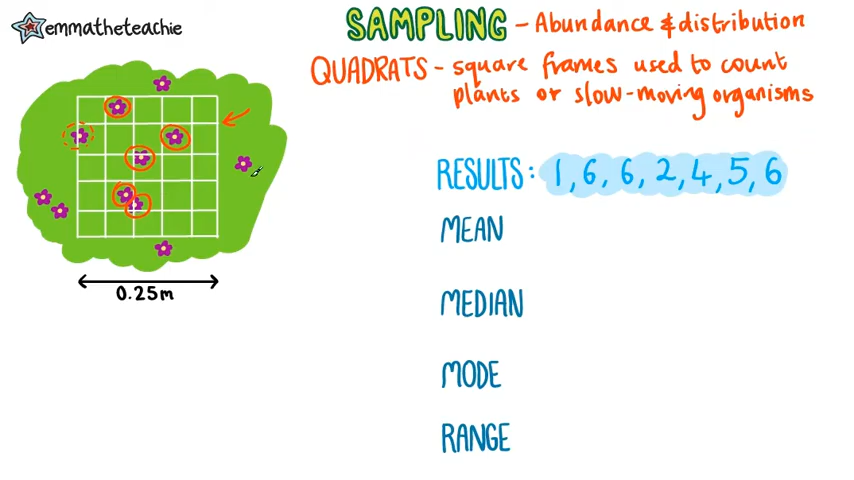 emmatheteachie
SAMPLING - Abundance & distribution
QUADRATS - square frames used to count
plants or slow-moving organisms
RESULTS: 1, 6, 6, 2, 4, 5, 6
MEAN
MEDIAN
MODE
RANGE
0.25m